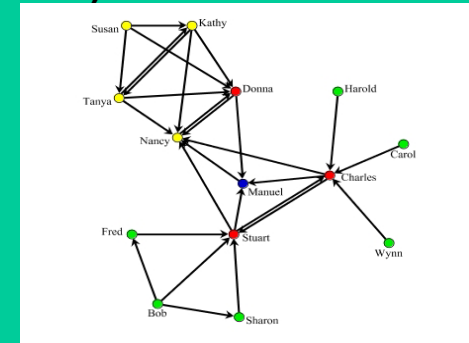 Susan
Kathy
Tanya
Donna
Harold
Nancy
Carol
Charles
Manuel
Fred
Stuart
Wynn
Bob
Sharon